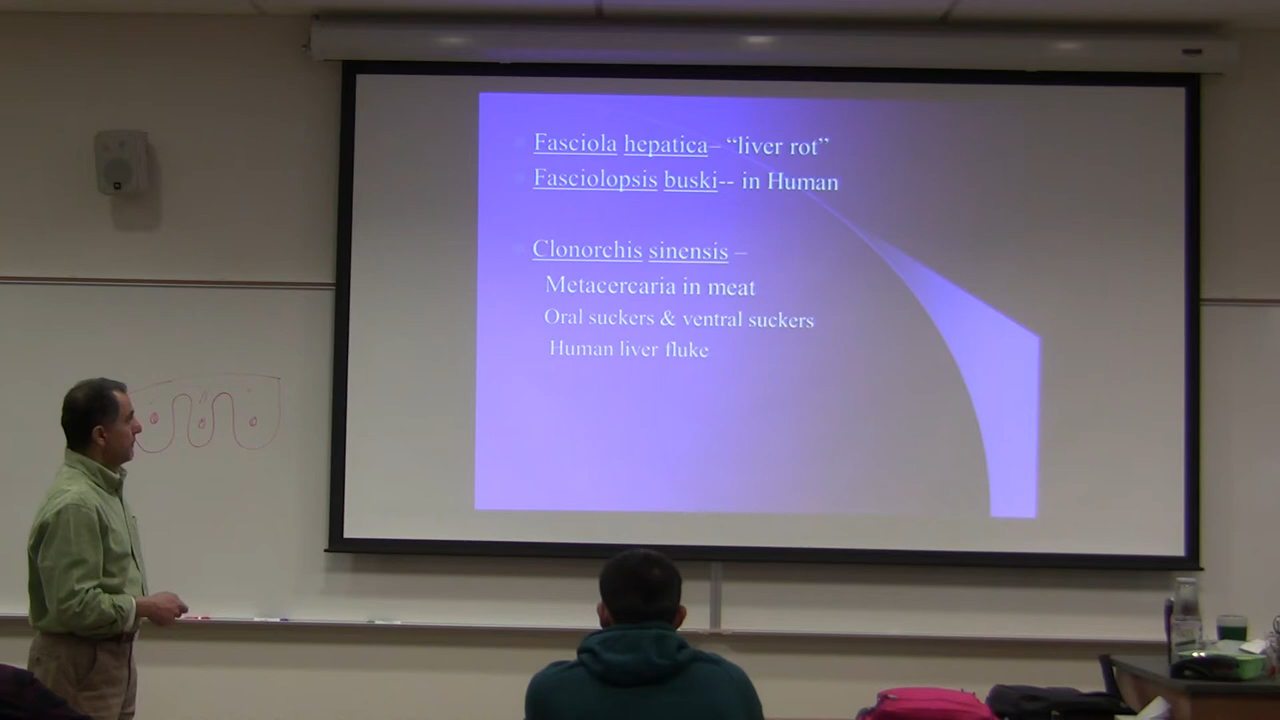 Fasciola hepatica– “liver rot”
Fasciolopsis buski-- in Human
Clonorchis sinensis –
Metacercaria in meat
Oral suckers & ventral suckers
Human liver fluke